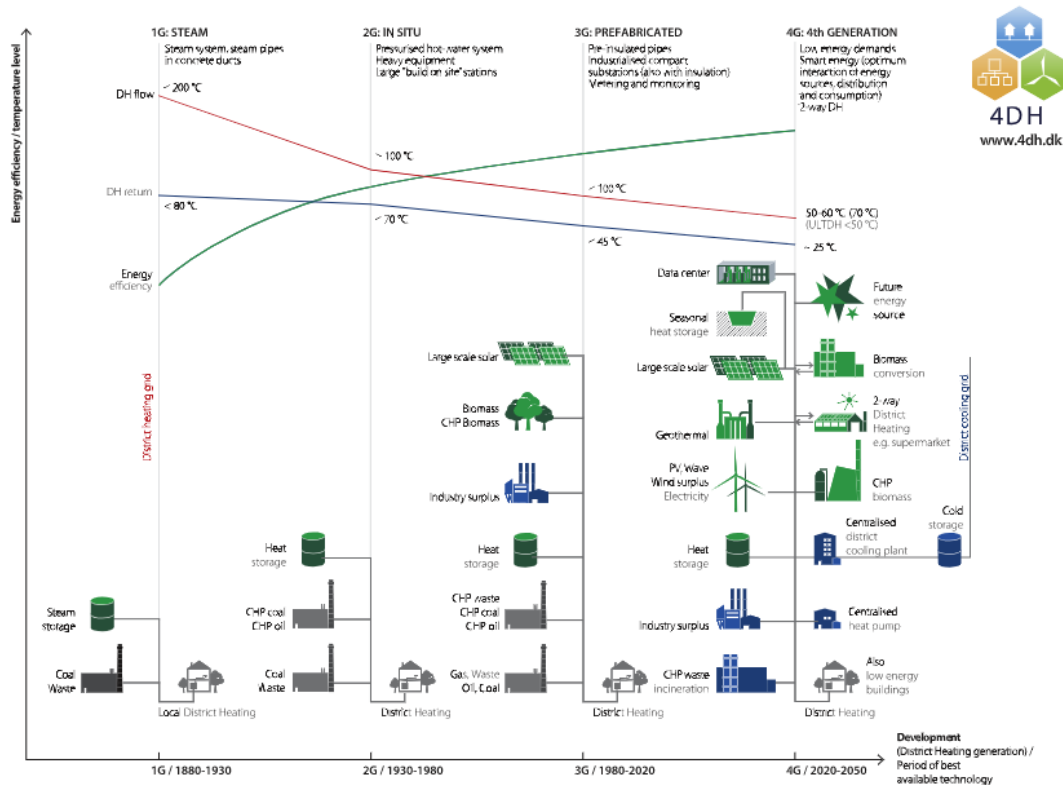 1G: STEAM
Steam system, steam pipes
in concrete ducts
2G: IN SITU
Pressurised hot-water system
Heavy equipment
Large "build on site" stations
3G: PREFABRICATED
Pre-insulated pipes
Industrialised compact
substations (also with insulation)
Metering and monitoring
4G: 4th GENERATION
Low energy demands
Smart energy (optimum
interaction of energy
sources, distribution
and consumption)
2-way DH
4DH
www.4dh.dk
Energy efficiency / temperature level
DH flow
~ 200 °C
~ 100 °C
~ 100 °C
50-60 °C (70 °C)
(ULTDH <50 °C)
DH return
< 80 °C
~ 70 °C
~45 °C
~ 25 °C
Energy
efficiency
District heating grid
District cooling grid
Data center
Future
energy
source
Seasonal
heat storage
Large scale solar
Large scale solar
Biomass
conversion
Biomass
CHP Biomass
Geothermal
2-way
District
Heating
e.g. supermarket
Industry surplus
PV, Wave
Wind surplus
Electricity
CHP
biomass
Heat
storage
Heat
storage
Heat
storage
Centralised
district
cooling plant
Cold
storage
Steam
storage
CHP coal
CHP oil
CHP waste
CHP coal
CHP oil
Industry surplus
Centralised
heat pump
Coal
Waste
Coal
Waste
Gas, Waste
Oil, Coal
CHP waste
incineration
Also
low energy
buildings
Local District Heating
District Heating
District Heating
District Heating
1G / 1880-1930
2G / 1930-1980
3G / 1980-2020
4G / 2020-2050
Development
(District Heating generation) /
Period of best
available technology